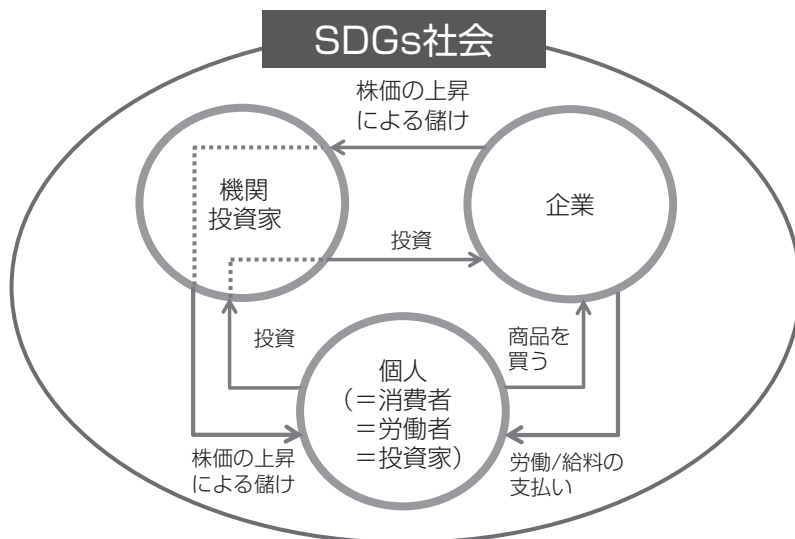 SDGs社会
株価の上昇
による儲け
機関
投資家
企業
投資
投資
商品を
買う
個人
（＝消費者
＝労働者
＝投資家）
株価の上昇
による儲け
労働/給料の
支払い